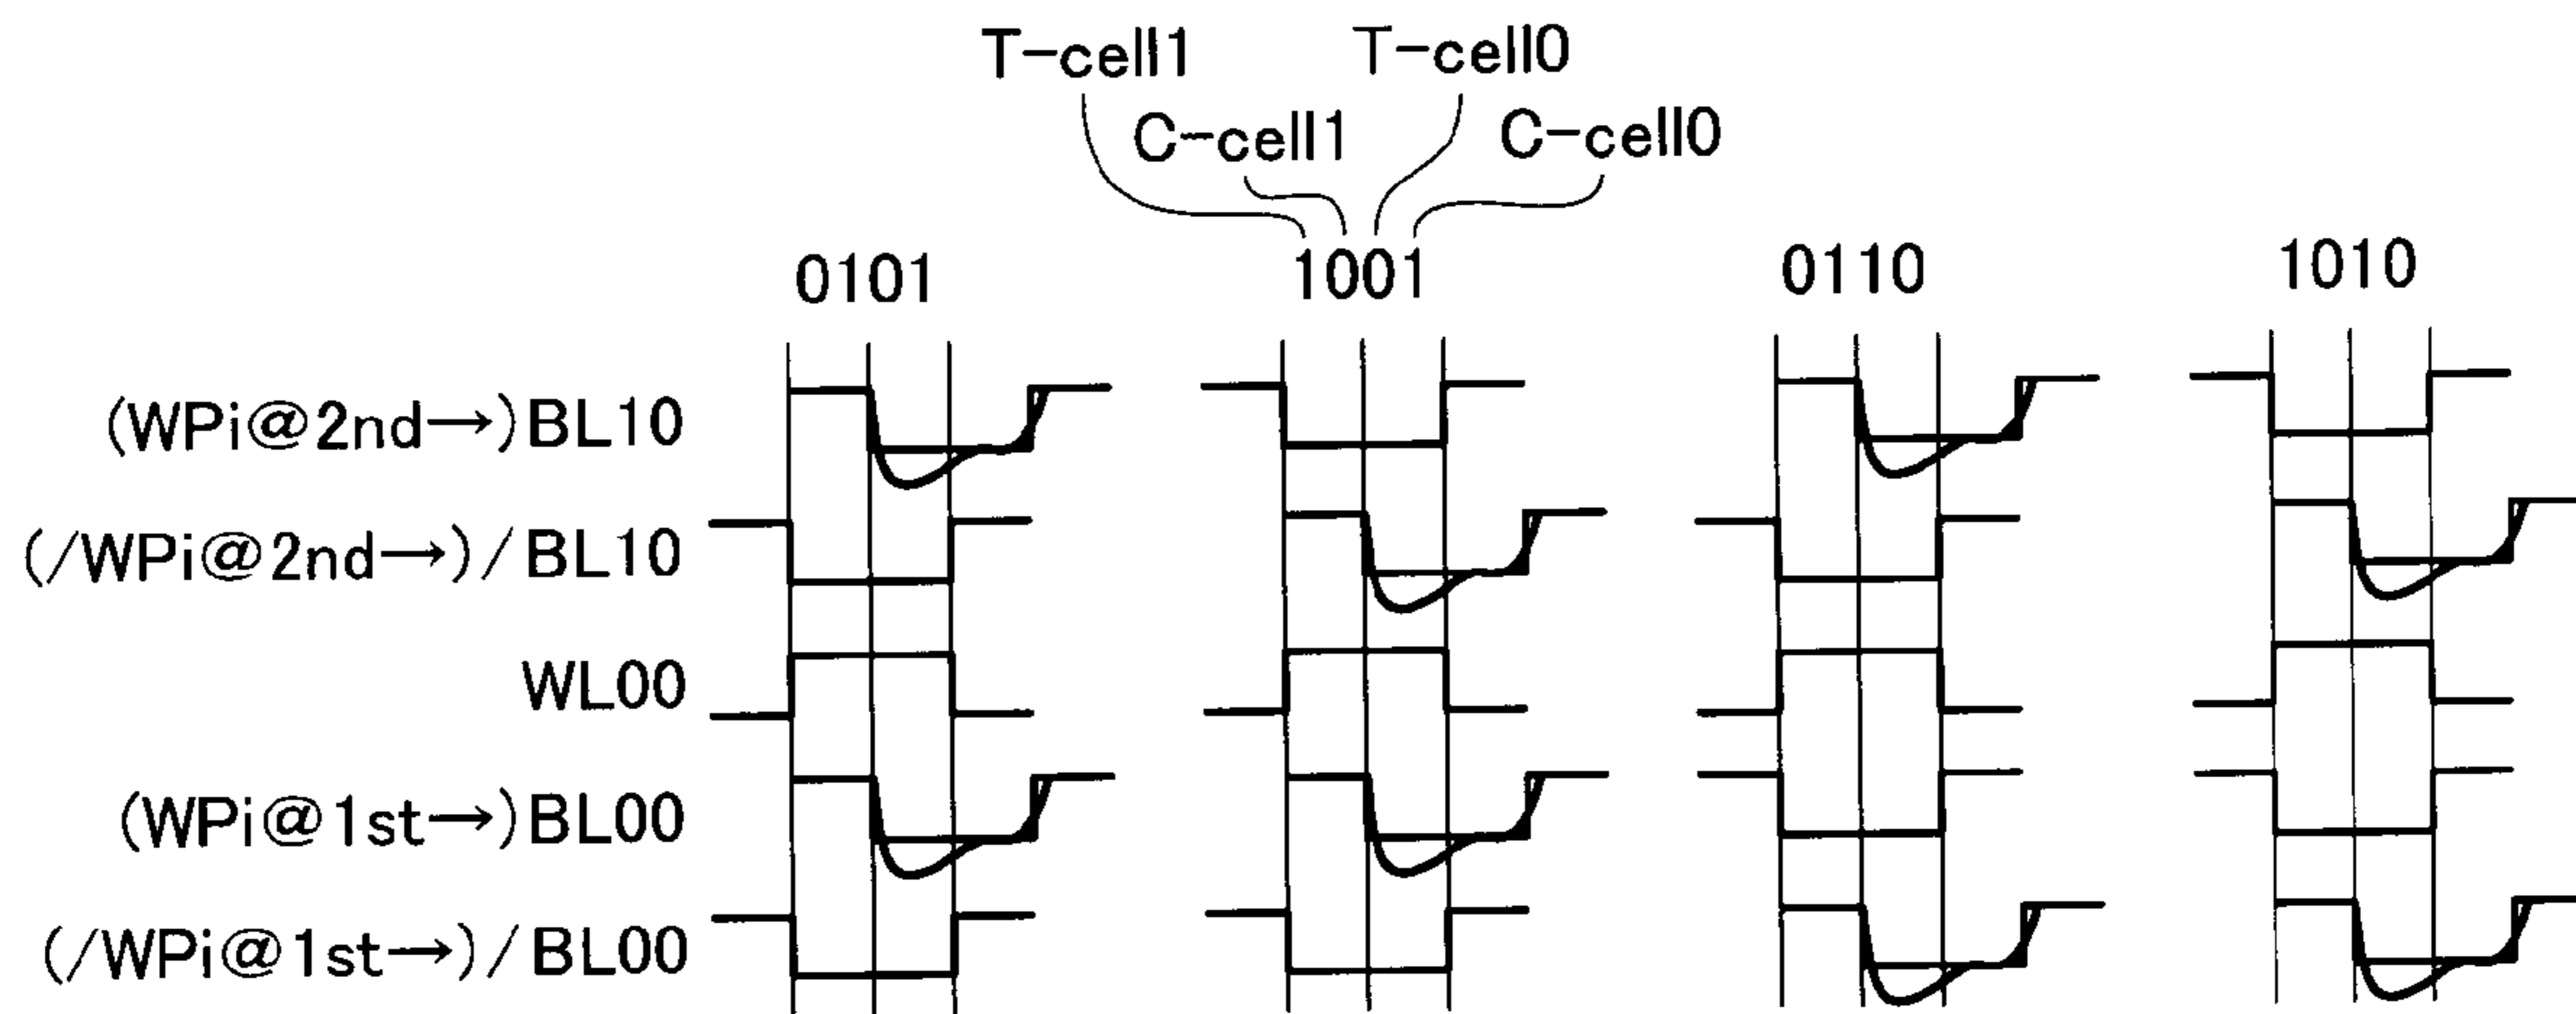 T-cell1 T-cell0
C-cell1 C-cell0
0101 1001 0110 1010
(WPi@2nd→)BL10
(/WPi@2nd→)/BL10
WL00
(WPi@1st→)BL00
(/WPi@1st→)/BL00